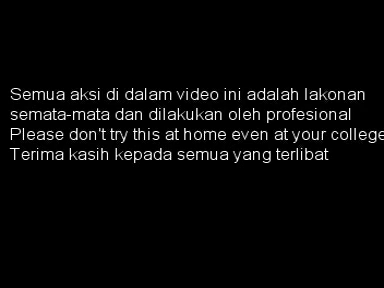 Semua aksi di dalam video ini adalah lakonan
semata-mata dan dilakukan oleh profesional
Please don't try this at home even at your college
Terima kasih kepada semua yang terlibat